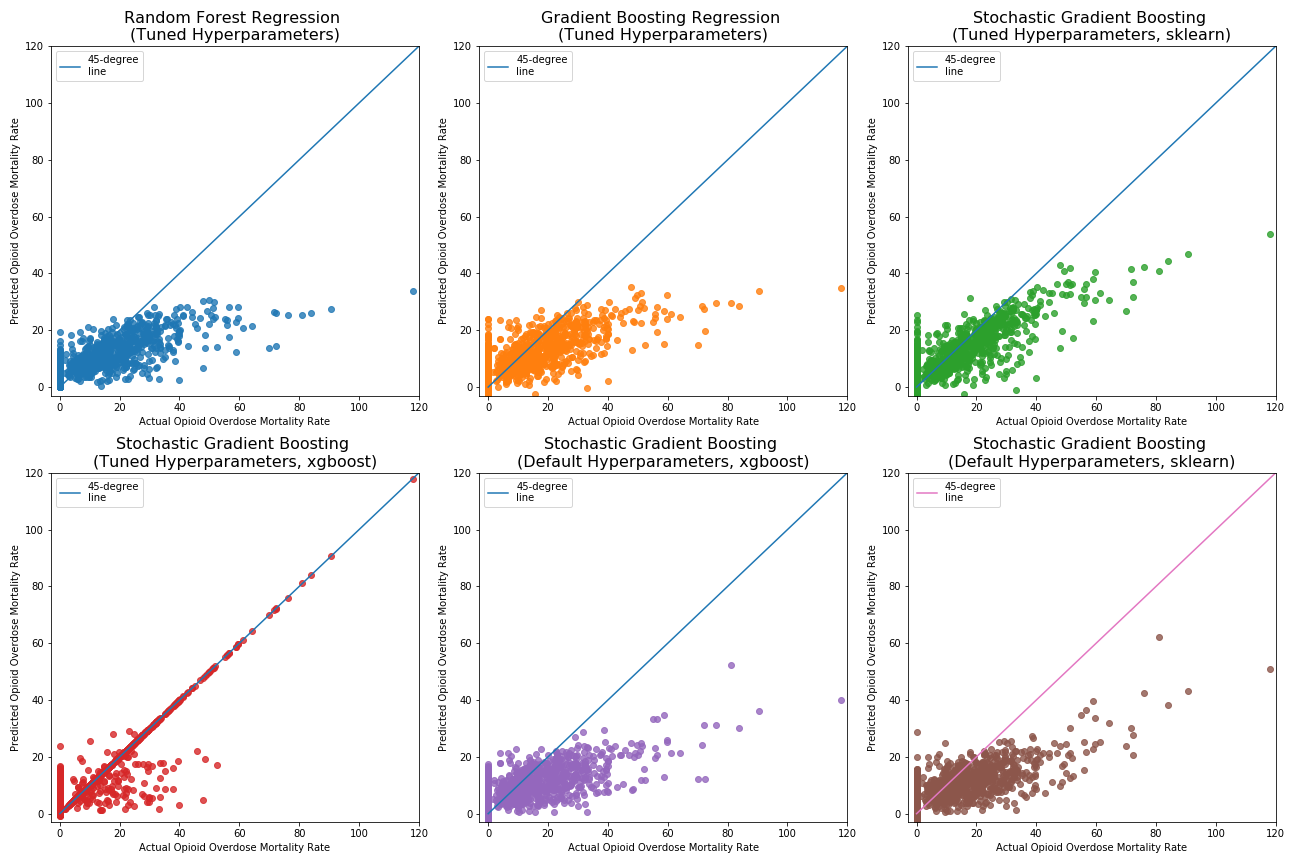 Random Forest Regression
(Tuned Hyperparameters)
120
100
80
60
40
20
0
Predicted Opioid Overdose Mortality Rate
45-degree
line
0 20 40 60 80 100 120
Actual Opioid Overdose Mortality Rate
Gradient Boosting Regression
(Tuned Hyperparameters)
120
100
80
60
40
20
0
Predicted Opioid Overdose Mortality Rate
45-degree
line
0 20 40 60 80 100 120
Actual Opioid Overdose Mortality Rate
Stochastic Gradient Boosting
(Tuned Hyperparameters, sklearn)
120
100
80
60
40
20
0
Predicted Opioid Overdose Mortality Rate
45-degree
line
0 20 40 60 80 100 120
Actual Opioid Overdose Mortality Rate
Stochastic Gradient Boosting
(Tuned Hyperparameters, xgboost)
120
100
80
60
40
20
0
Predicted Opioid Overdose Mortality Rate
45-degree
line
0 20 40 60 80 100 120
Actual Opioid Overdose Mortality Rate
Stochastic Gradient Boosting
(Default Hyperparameters, xgboost)
120
100
80
60
40
20
0
Predicted Opioid Overdose Mortality Rate
45-degree
line
0 20 40 60 80 100 120
Actual Opioid Overdose Mortality Rate
Stochastic Gradient Boosting
(Default Hyperparameters, sklearn)
120
100
80
60
40
20
0
Predicted Opioid Overdose Mortality Rate
45-degree
line
0 20 40 60 80 100 120
Actual Opioid Overdose Mortality Rate